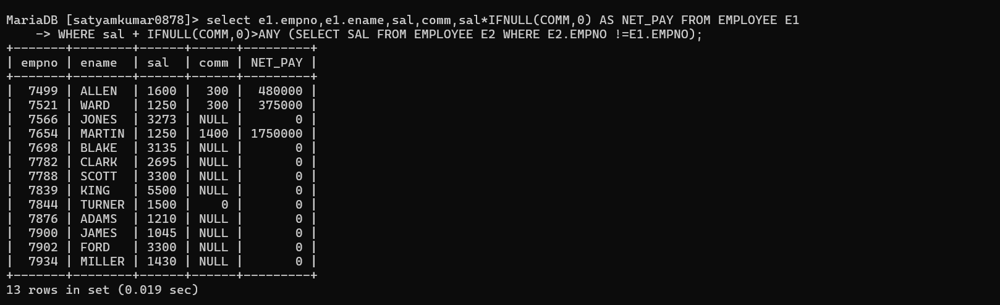 MariaDB [satyamkumar0878]> select e1.empno,e1.ename,sal,comm,sal*IFNULL(COMM,0) AS NET_PAY FROM EMPLOYEE E1
    -> WHERE sal + IFNULL(COMM,0)>ANY (SELECT SAL FROM EMPLOYEE E2 WHERE E2.EMPNO !=E1.EMPNO);
+-------+--------+------+------+---------+
| empno | ename  | sal  | comm | NET_PAY |
+-------+--------+------+------+---------+
|  7499 | ALLEN  | 1600 |  300 |  480000 |
|  7521 | WARD   | 1250 |  300 |  375000 |
|  7566 | JONES  | 3273 | NULL |       0 |
|  7654 | MARTIN | 1250 | 1400 | 1750000 |
|  7698 | BLAKE  | 3135 | NULL |       0 |
|  7782 | CLARK  | 2695 | NULL |       0 |
|  7788 | SCOTT  | 3300 | NULL |       0 |
|  7839 | KING   | 5500 | NULL |       0 |
|  7844 | TURNER | 1500 |    0 |       0 |
|  7876 | ADAMS  | 1210 | NULL |       0 |
|  7900 | JAMES  | 1045 | NULL |       0 |
|  7902 | FORD   | 3300 | NULL |       0 |
|  7934 | MILLER | 1430 | NULL |       0 |
+-------+--------+------+------+---------+
13 rows in set (0.019 sec)